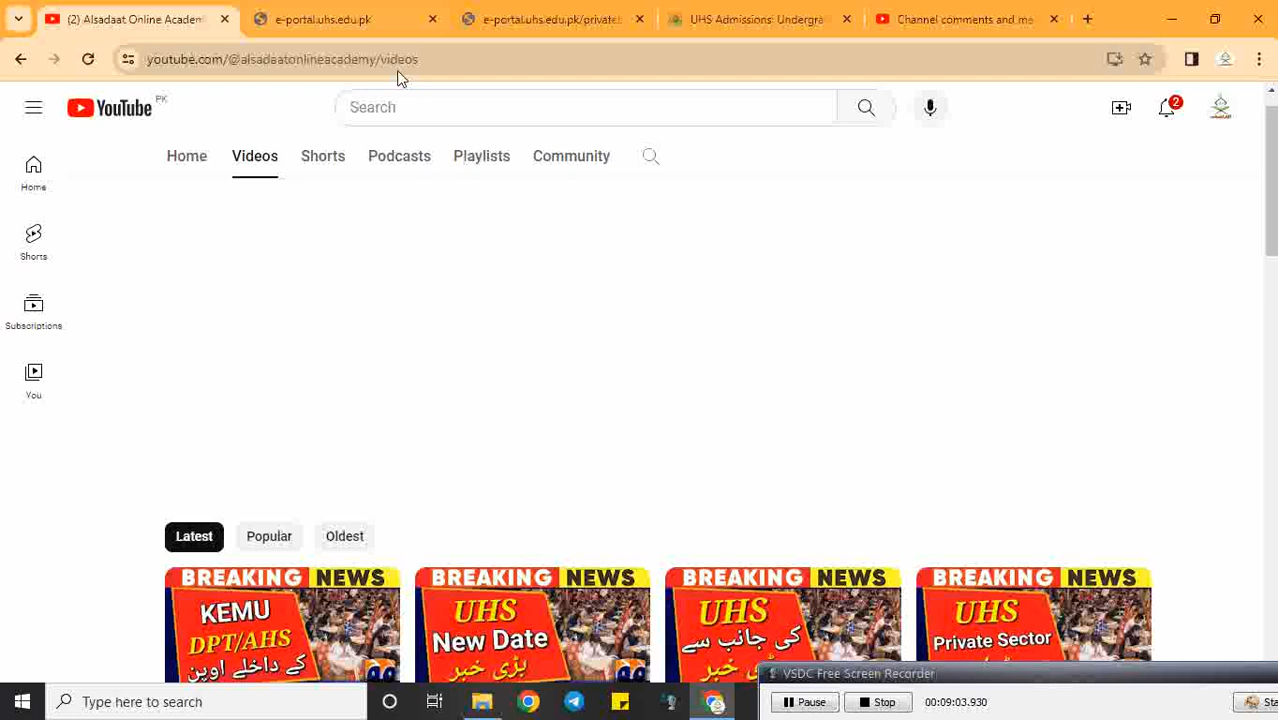 (2) Alsadaat Online Academ
e-portal.uhs.edu.pk
e-portal.uhs.edu.pk/private
UHS Admissions: Undergra
Channel comments and me
youtube.com/@alsadaatonlineacademy/videos
YouTube PK
Search
2
Home
Videos
Shorts
Podcasts
Playlists
Community
Home
Shorts
Subscriptions
You
Latest
Popular
Oldest
BREAKING NEWS
KEMU
DPT/AHS
کے داخلے اوپن
BREAKING NEWS
UHS
New Date
بڑی خبر
BREAKING NEWS
UHS
کی جانب سے
بڑی خبر
BREAKING NEWS
UHS
Private Sector
VSDC Free Screen Recorder
Type here to search
Pause
Stop
00:09:03.930
Sta